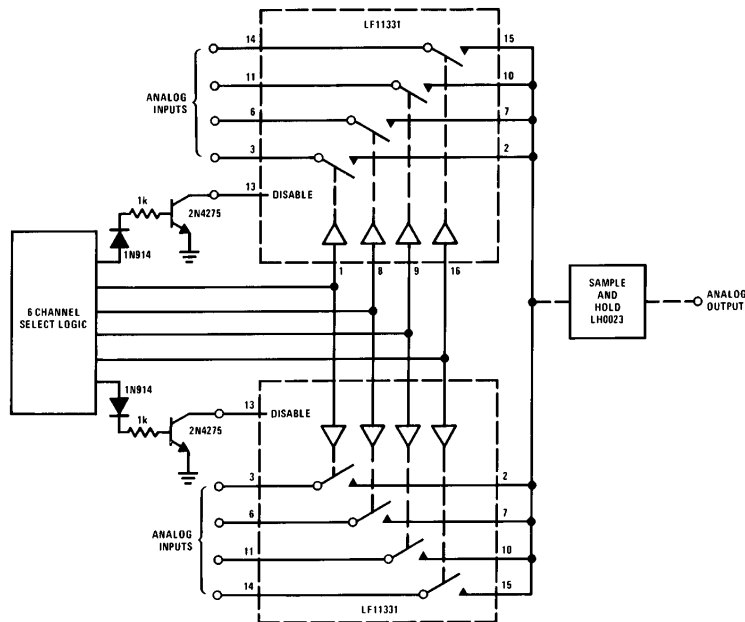 LF11331
14
15
11
10
ANALOG
INPUTS
6
7
3
2
13
DISABLE
1k
2N4275
1N914
1
8
9
16
6 CHANNEL
SELECT LOGIC
SAMPLE
AND
HOLD
LH0023
ANALOG
OUTPUT
1N914
13
DISABLE
1k
2N4275
3
2
6
7
ANALOG
INPUTS
11
10
14
15
LF11331